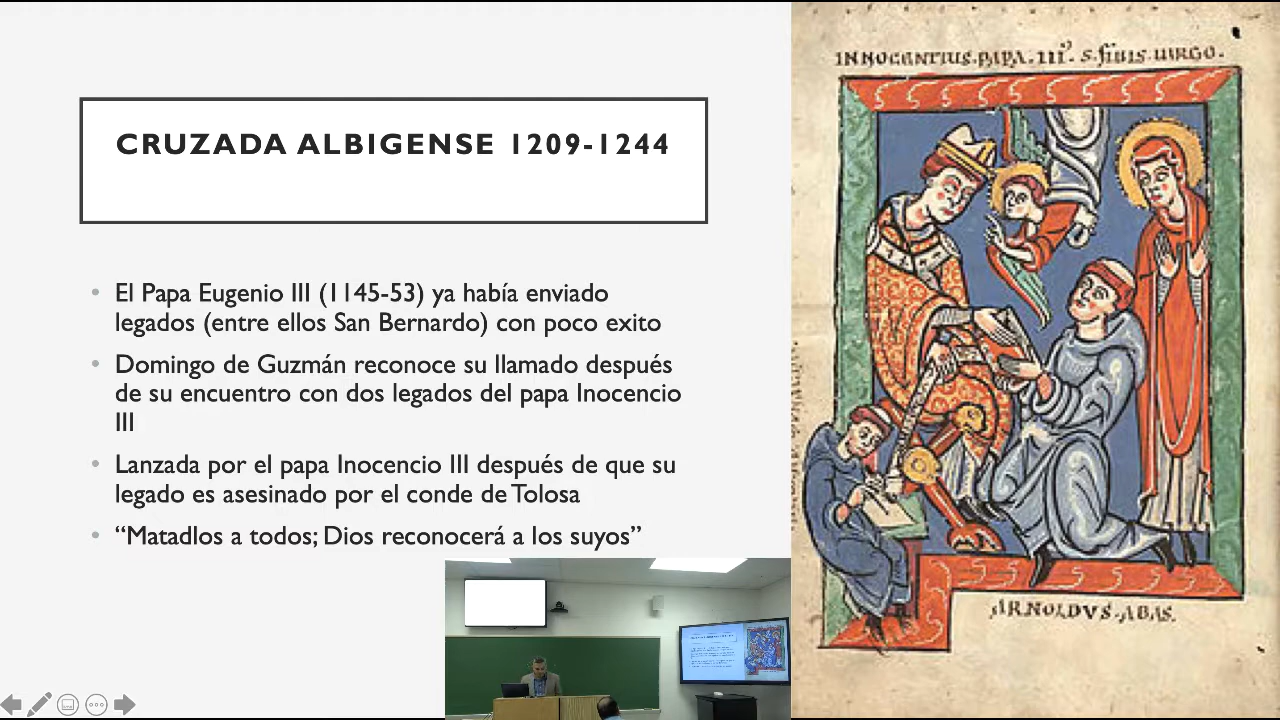 CRUZADA ALBIGENSE 1209-1244
• El Papa Eugenio III (1145-53) ya había enviado
legados (entre ellos San Bernardo) con poco exito
• Domingo de Guzmán reconoce su llamado después
de su encuentro con dos legados del papa Inocencio
III
• Lanzada por el papa Inocencio III después de que su
legado es asesinado por el conde de Tolosa
• “Matadlos a todos; Dios reconocerá a los suyos”
INNOCENTIUS.PAPA.III.
ARNOLDVS.ABAS.